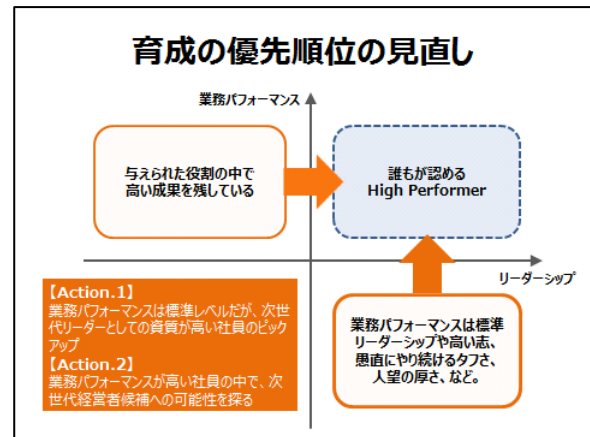 育成の優先順位の見直し
業務パフォーマンス
与えられた役割の中で
高い成果を残している
誰もが認める
High Performer
リーダーシップ
【Action.1】
業務パフォーマンスは標準レベルだが、次世
代リーダーとしての資質が高い社員のピック
アップ
【Action.2】
業務パフォーマンスが高い社員の中で、次
世代経営者候補への可能性を探る
業務パフォーマンスは標準
リーダーシップや高い志、
愚直にやり続けるタフさ、
人望の厚さ、など。